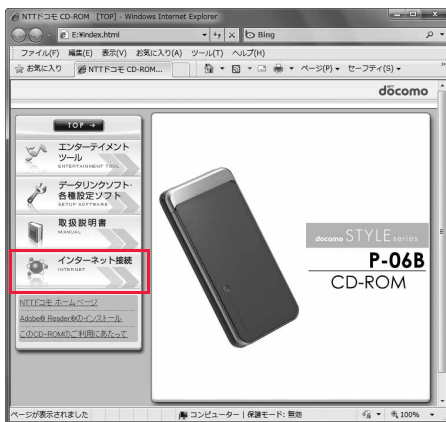 NTTドコモ CD-ROM [TOP] - Windows Internet Explorer
E:¥index.html
Bing
ファイル(F) 編集(E) 表示(V) お気に入り(A) ツール(T) ヘルプ(H)
お気に入り
NTTドコモ CD-ROM...
ページ(P)
セーフティ(S)
»
döcomo
TOP →
エンターテイメント
ツール
ENTERTAINMENT TOOL
データリンクソフト・
各種設定ソフト
SETUP SOFTWARE
取扱説明書
MANUAL
インターネット接続
INTERNET
NTTドコモ ホームページ
Adobe® Reader®のインストール
このCD-ROMのご利用にあたって
docomo STYLE series
P-06B
CD-ROM
ページが表示されました
コンピューター | 保護モード: 無効
100%